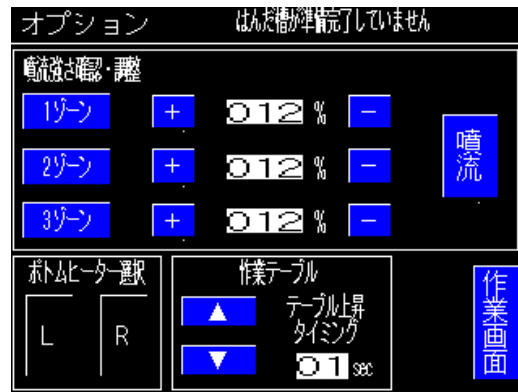 オプション はんだ槽が準備完了していません
噴流強さ確認・調整
1ゾーン + 012 % −
2ゾーン + 012 % −
3ゾーン + 012 % −
噴流
ボトムヒーター選択
L R
作業テーブル
▲ テーブル上昇
タイミング
▼ 01 sec
作業画面